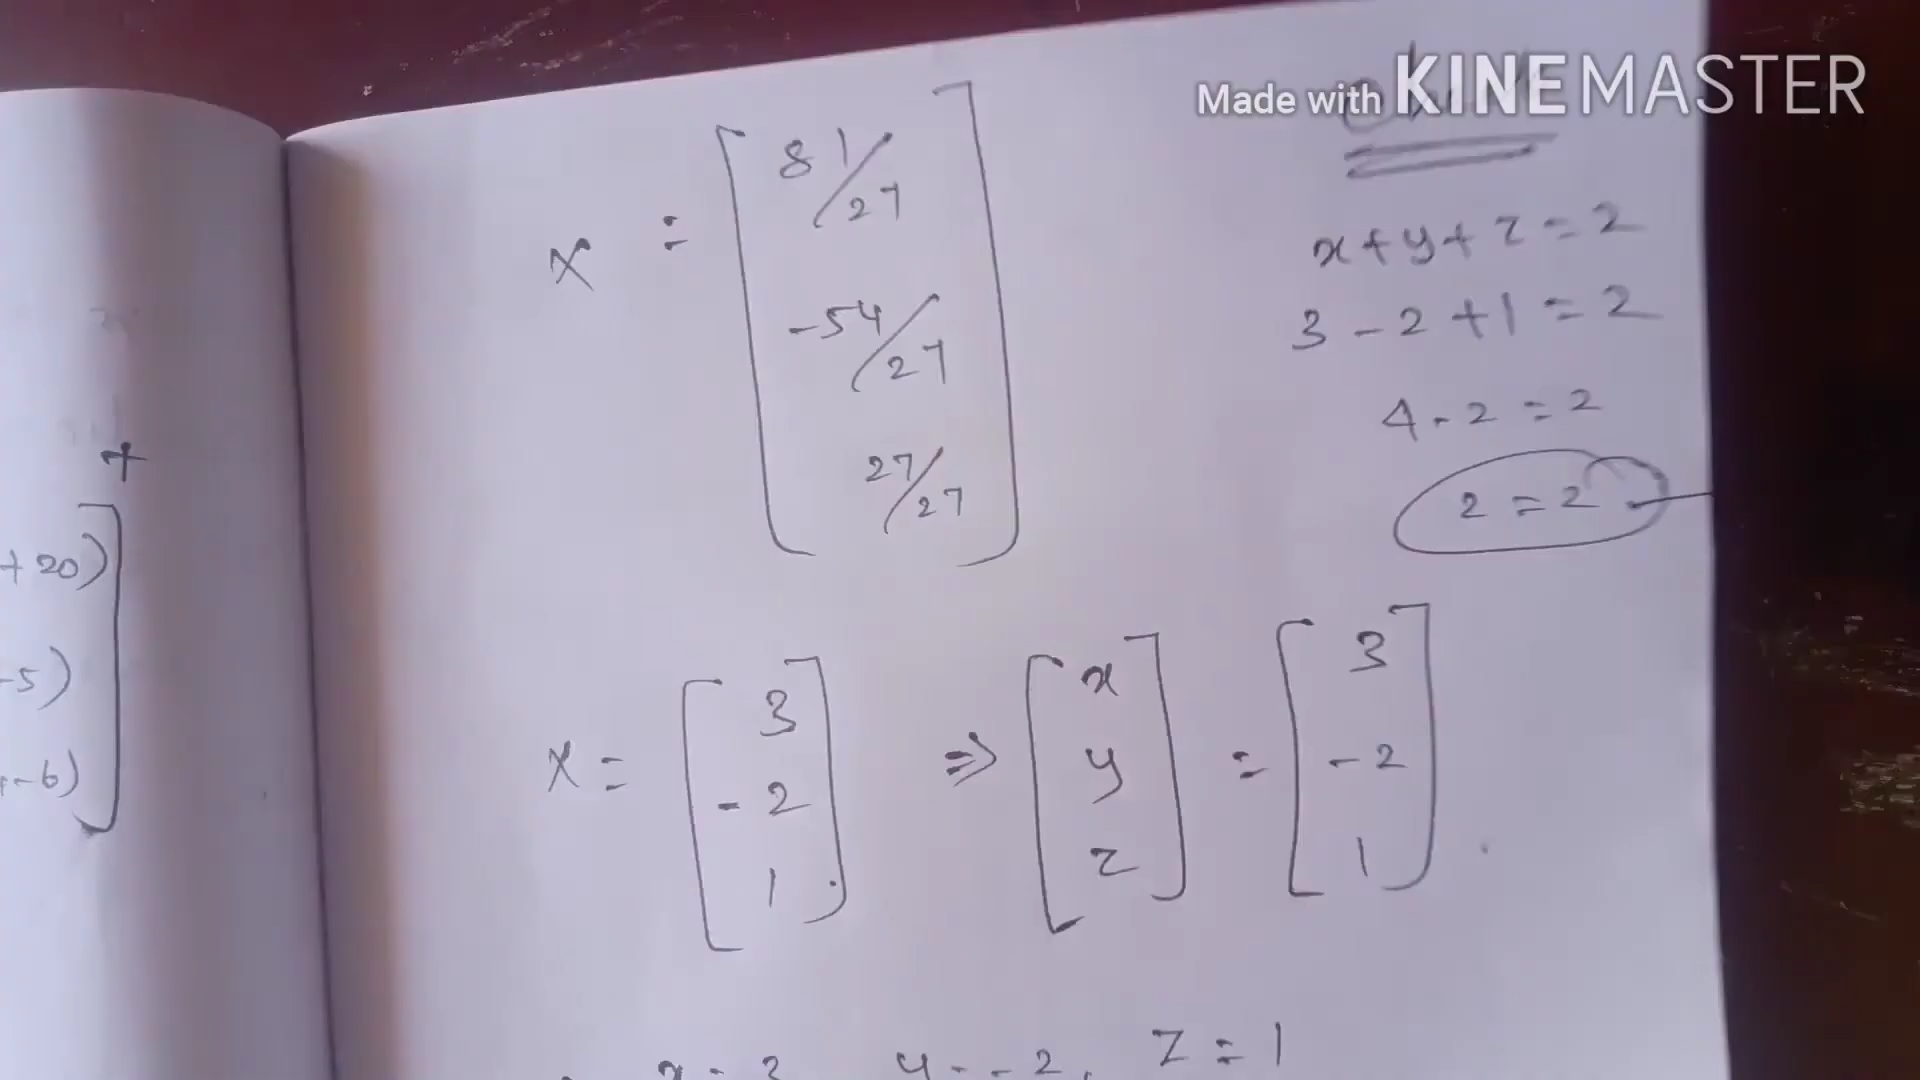 Made with KINEMASTER
+
+ 20)
-5)
-6)
X = [ 81/27
-54/27
27/27 ]
x + y + z = 2
3 - 2 + 1 = 2
4 - 2 = 2
2 = 2
X = [ 3
- 2
1 ] ⇒ [ x
y
z ] = [ 3
- 2
1 ]
x = 3 y = -2, z = 1